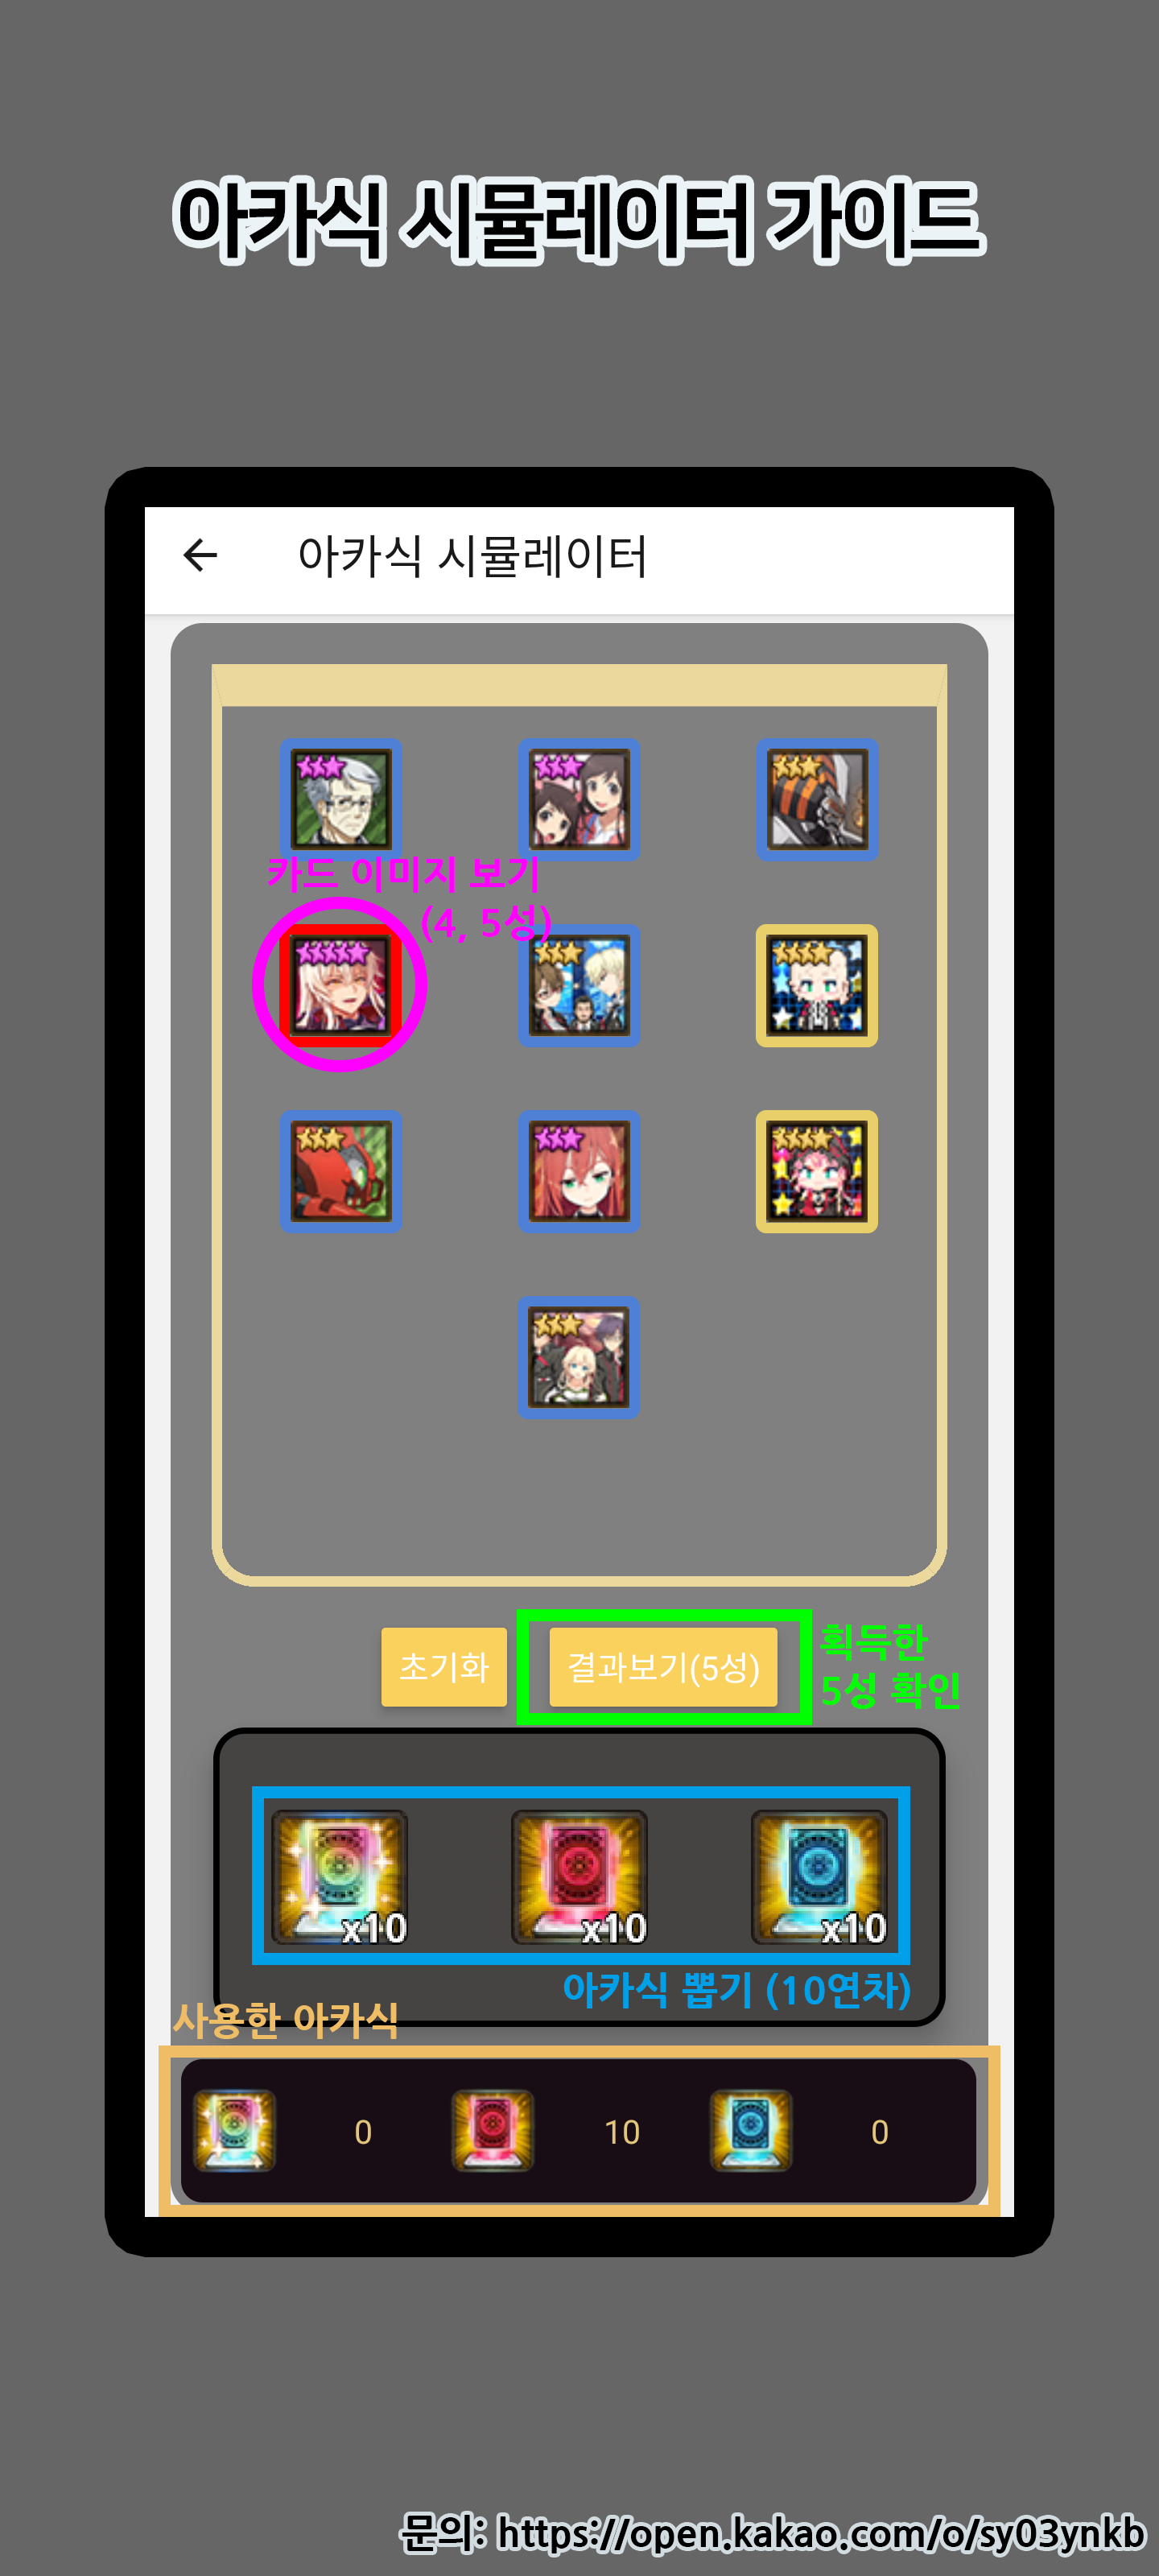 아카식 시뮬레이터 가이드
아카식 시뮬레이터
카드 이미지 보기
(4, 5성)
초기화
결과보기(5성)
획득한
5성 확인
x10
x10
x10
아카식 뽑기 (10연차)
사용한 아카식
0
10
0
문의: https://open.kakao.com/o/sy03ynkb